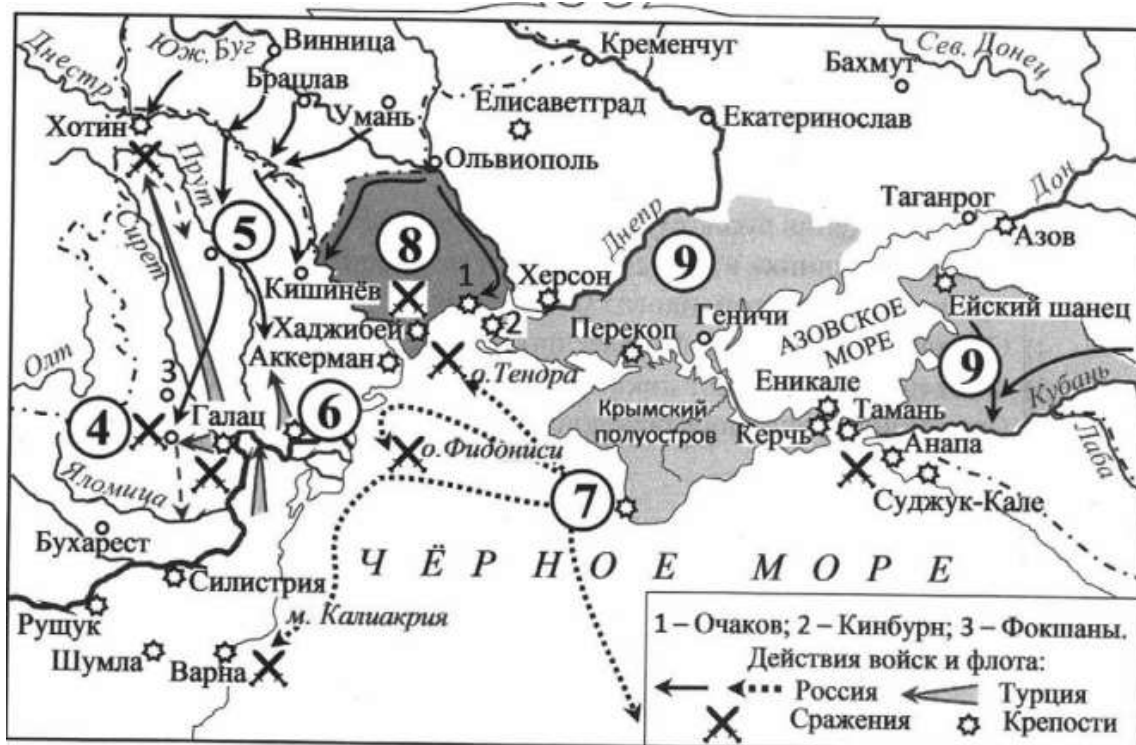 Днестр
Юж. Буг
Винница
Кременчуг
Сев. Донец
Бахмут
Брацлав
Умань
Елисаветград
Екатеринослав
Хотин
Ольвиополь
Прут
Сирет
5
8
1
2
Днепр
9
Таганрог
Дон
Азов
Кишинёв
Херсон
Ейский шанец
Хаджибей
Перекоп
Геничи
АЗОВСКОЕ
МОРЕ
Аккерман
о.Тендра
9
Олт
3
Еникале
Кубань
4
Галац
6
Крымский
полуостров
Керчь
Тамань
Анапа
Лаба
о.Фидониси
Яломица
7
Суджук-Кале
Бухарест
ЧЁРНОЕ МОРЕ
Силистрия
м. Калиакрия
Рущук
Шумла
Варна
1 – Очаков; 2 – Кинбурн; 3 – Фокшаны.
Действия войск и флота:
Россия
Турция
Сражения
Крепости